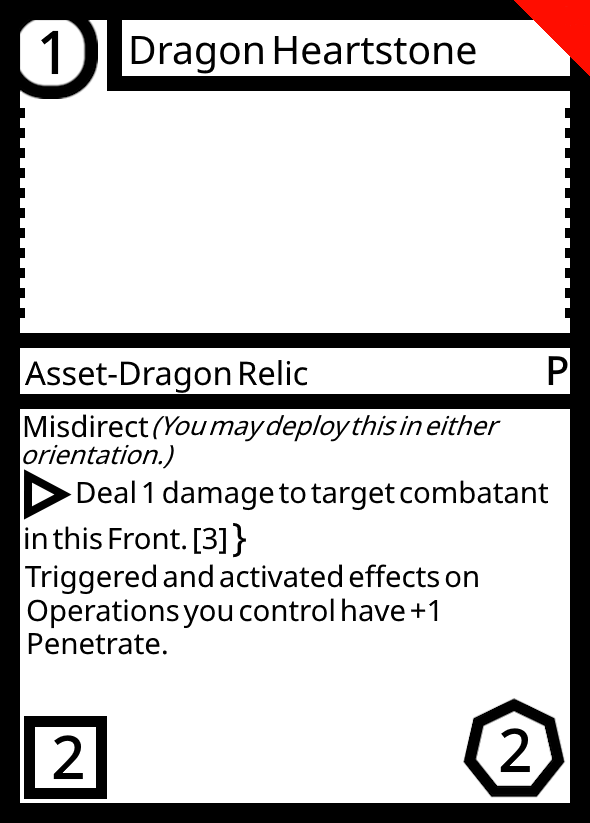 1
Dragon Heartstone
Asset-Dragon Relic P
Misdirect (You may deploy this in either
orientation.)
Deal 1 damage to target combatant
in this Front. [3] }
Triggered and activated effects on
Operations you control have +1
Penetrate.
2
2